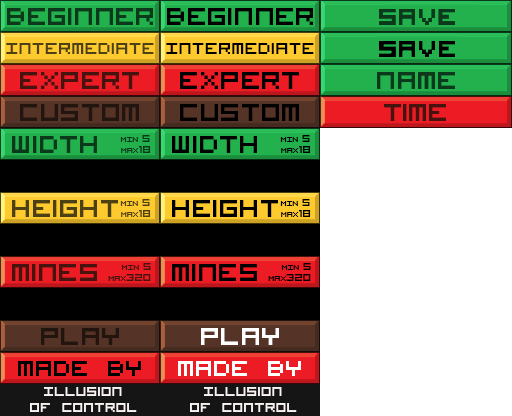 BEGINNER BEGINNER SAVE
INTERMEDIATE INTERMEDIATE SAVE
EXPERT EXPERT NAME
CUSTOM CUSTOM TIME
WIDTH MIN 5 MAX18 WIDTH MIN 5 MAX18
HEIGHT MIN 5 MAX18 HEIGHT MIN 5 MAX18
MINES MIN 5 MAX320 MINES MIN 5 MAX320
PLAY PLAY
MADE BY MADE BY
ILLUSION ILLUSION
OF CONTROL OF CONTROL